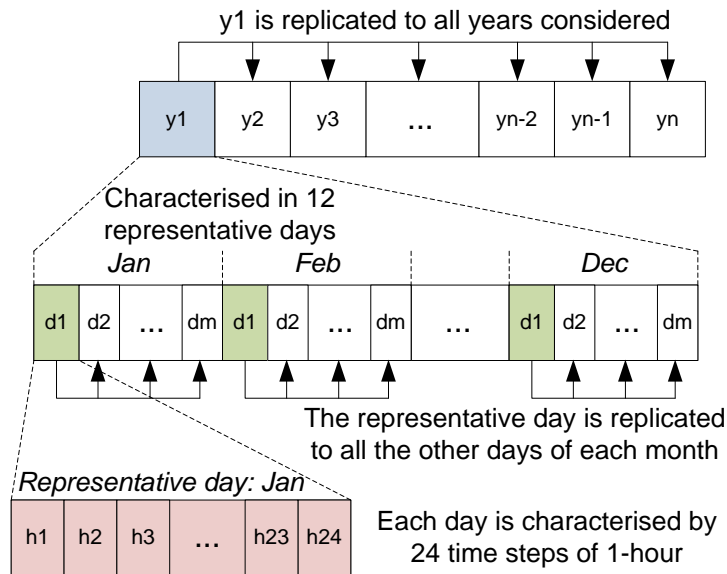 y1 is replicated to all years considered
y1 y2 y3 ... yn-2 yn-1 yn
Characterised in 12
representative days
Jan Feb Dec
d1 d2 ... dm d1 d2 ... dm ... d1 d2 ... dm
The representative day is replicated
to all the other days of each month
Representative day: Jan
h1 h2 h3 ... h23 h24
Each day is characterised by
24 time steps of 1-hour